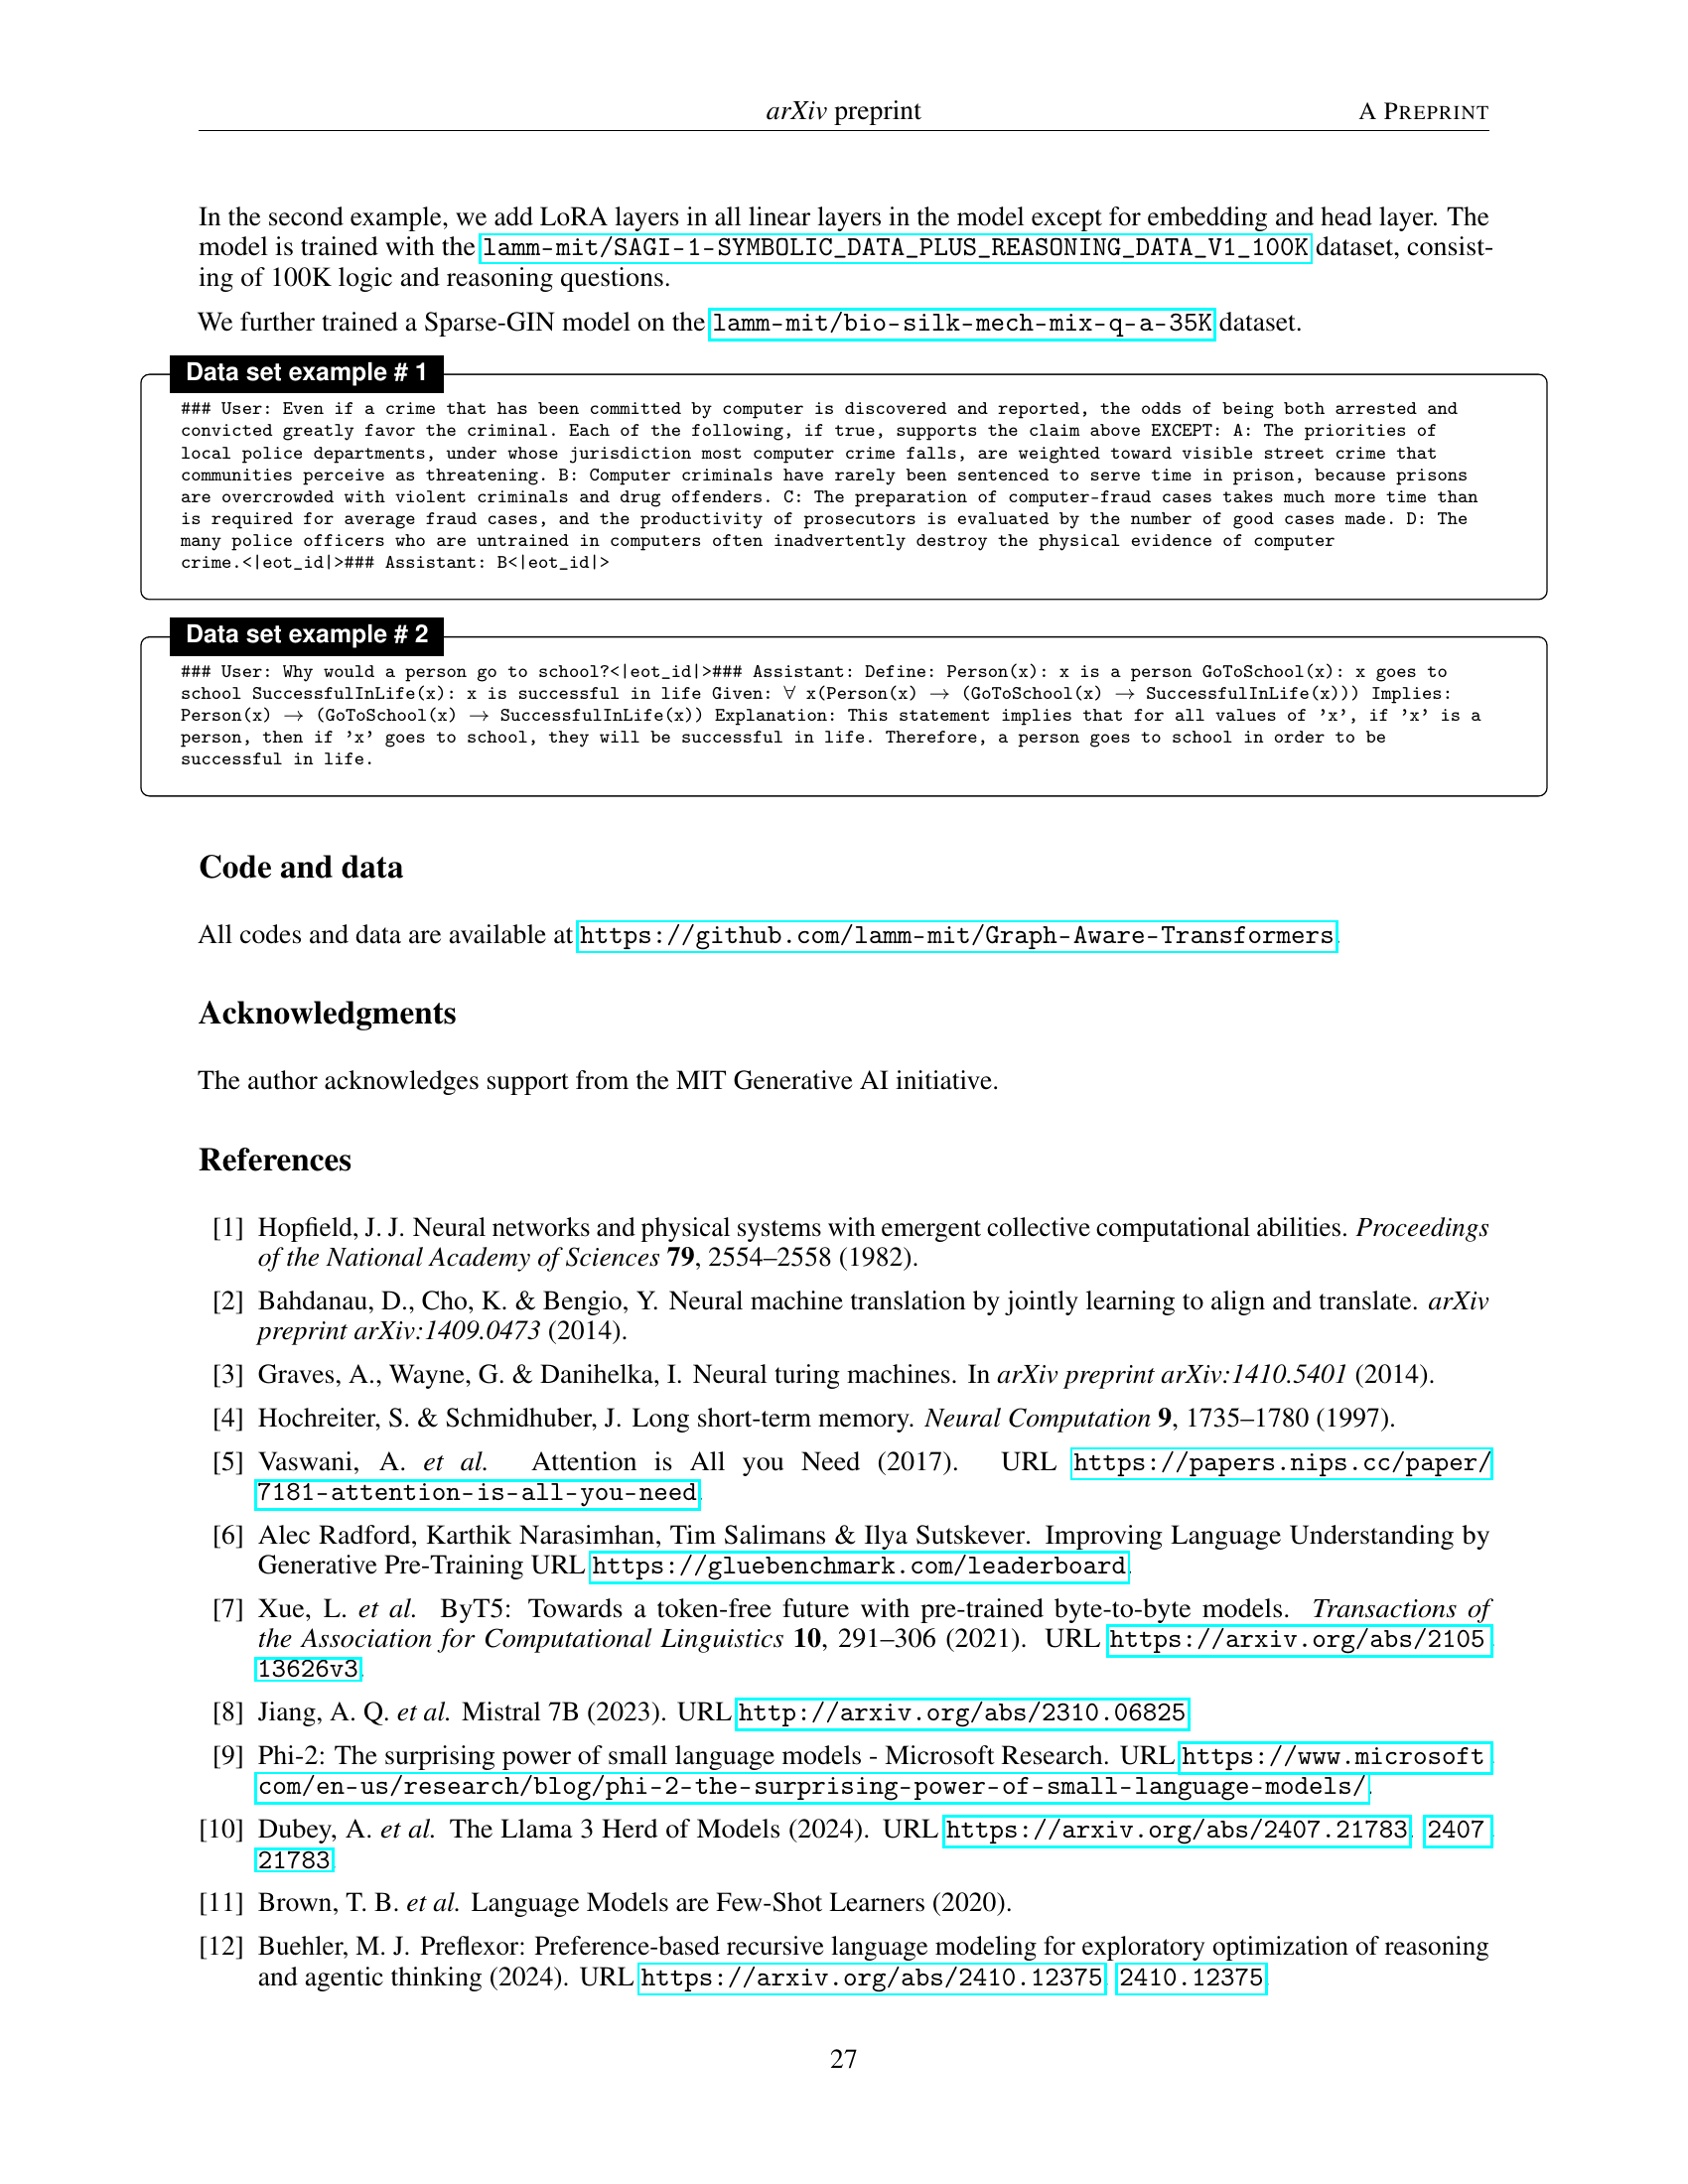 arXiv preprint A PREPRINT
In the second example, we add LoRA layers in all linear layers in the model except for embedding and head layer. The
model is trained with the lamm-mit/SAGI-1-SYMBOLIC_DATA_PLUS_REASONING_DATA_V1_100K dataset, consist-
ing of 100K logic and reasoning questions.
We further trained a Sparse-GIN model on the lamm-mit/bio-silk-mech-mix-q-a-35K dataset.
Data set example # 1
### User: Even if a crime that has been committed by computer is discovered and reported, the odds of being both arrested and
convicted greatly favor the criminal. Each of the following, if true, supports the claim above EXCEPT: A: The priorities of
local police departments, under whose jurisdiction most computer crime falls, are weighted toward visible street crime that
communities perceive as threatening. B: Computer criminals have rarely been sentenced to serve time in prison, because prisons
are overcrowded with violent criminals and drug offenders. C: The preparation of computer-fraud cases takes much more time than
is required for average fraud cases, and the productivity of prosecutors is evaluated by the number of good cases made. D: The
many police officers who are untrained in computers often inadvertently destroy the physical evidence of computer
crime.<|eot_id|>### Assistant: B<|eot_id|>
Data set example # 2
### User: Why would a person go to school?<|eot_id|>### Assistant: Define: Person(x): x is a person GoToSchool(x): x goes to
school SuccessfulInLife(x): x is successful in life Given: ∀ x(Person(x) → (GoToSchool(x) → SuccessfulInLife(x))) Implies:
Person(x) → (GoToSchool(x) → SuccessfulInLife(x)) Explanation: This statement implies that for all values of ’x’, if ’x’ is a
person, then if ’x’ goes to school, they will be successful in life. Therefore, a person goes to school in order to be
successful in life.
Code and data
All codes and data are available at https://github.com/lamm-mit/Graph-Aware-Transformers.
Acknowledgments
The author acknowledges support from the MIT Generative AI initiative.
References
[1] Hopfield, J. J. Neural networks and physical systems with emergent collective computational abilities. Proceedings
of the National Academy of Sciences 79, 2554–2558 (1982).
[2] Bahdanau, D., Cho, K. & Bengio, Y. Neural machine translation by jointly learning to align and translate. arXiv
preprint arXiv:1409.0473 (2014).
[3] Graves, A., Wayne, G. & Danihelka, I. Neural turing machines. In arXiv preprint arXiv:1410.5401 (2014).
[4] Hochreiter, S. & Schmidhuber, J. Long short-term memory. Neural Computation 9, 1735–1780 (1997).
[5] Vaswani, A. et al. Attention is All you Need (2017). URL https://papers.nips.cc/paper/
7181-attention-is-all-you-need.
[6] Alec Radford, Karthik Narasimhan, Tim Salimans & Ilya Sutskever. Improving Language Understanding by
Generative Pre-Training URL https://gluebenchmark.com/leaderboard.
[7] Xue, L. et al. ByT5: Towards a token-free future with pre-trained byte-to-byte models. Transactions of
the Association for Computational Linguistics 10, 291–306 (2021). URL https://arxiv.org/abs/2105.
13626v3.
[8] Jiang, A. Q. et al. Mistral 7B (2023). URL http://arxiv.org/abs/2310.06825.
[9] Phi-2: The surprising power of small language models - Microsoft Research. URL https://www.microsoft.
com/en-us/research/blog/phi-2-the-surprising-power-of-small-language-models/.
[10] Dubey, A. et al. The Llama 3 Herd of Models (2024). URL https://arxiv.org/abs/2407.21783. 2407.
21783.
[11] Brown, T. B. et al. Language Models are Few-Shot Learners (2020).
[12] Buehler, M. J. Preflexor: Preference-based recursive language modeling for exploratory optimization of reasoning
and agentic thinking (2024). URL https://arxiv.org/abs/2410.12375. 2410.12375.
27